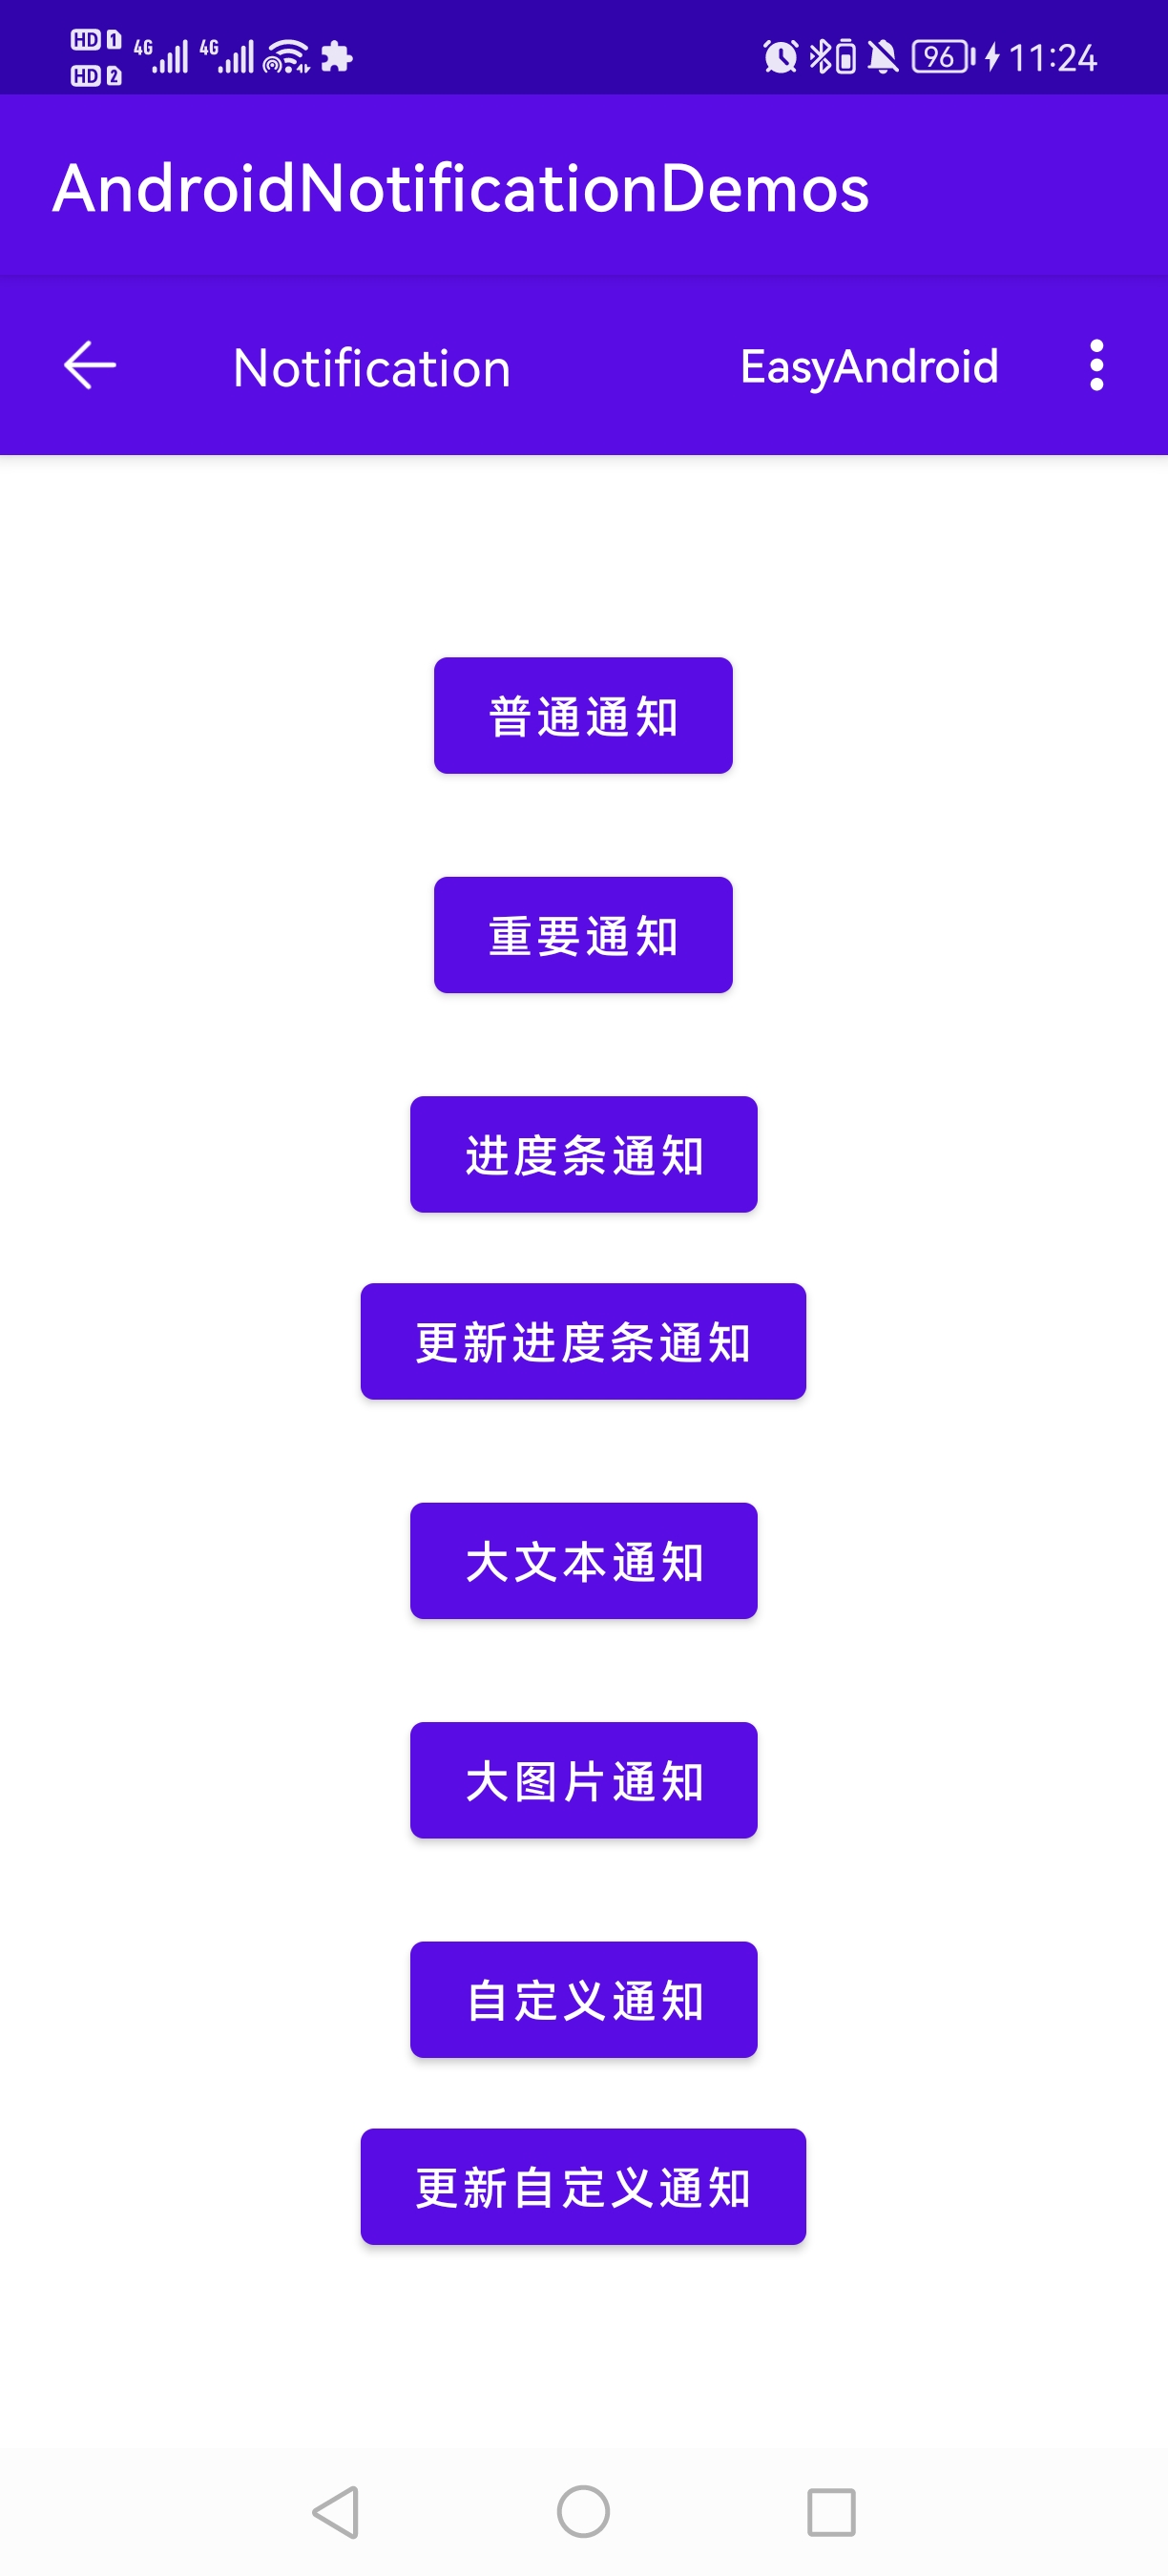 HD 1 4G 4G 96 11:24
HD 2
AndroidNotificationDemos
Notification EasyAndroid
普通通知
重要通知
进度条通知
更新进度条通知
大文本通知
大图片通知
自定义通知
更新自定义通知